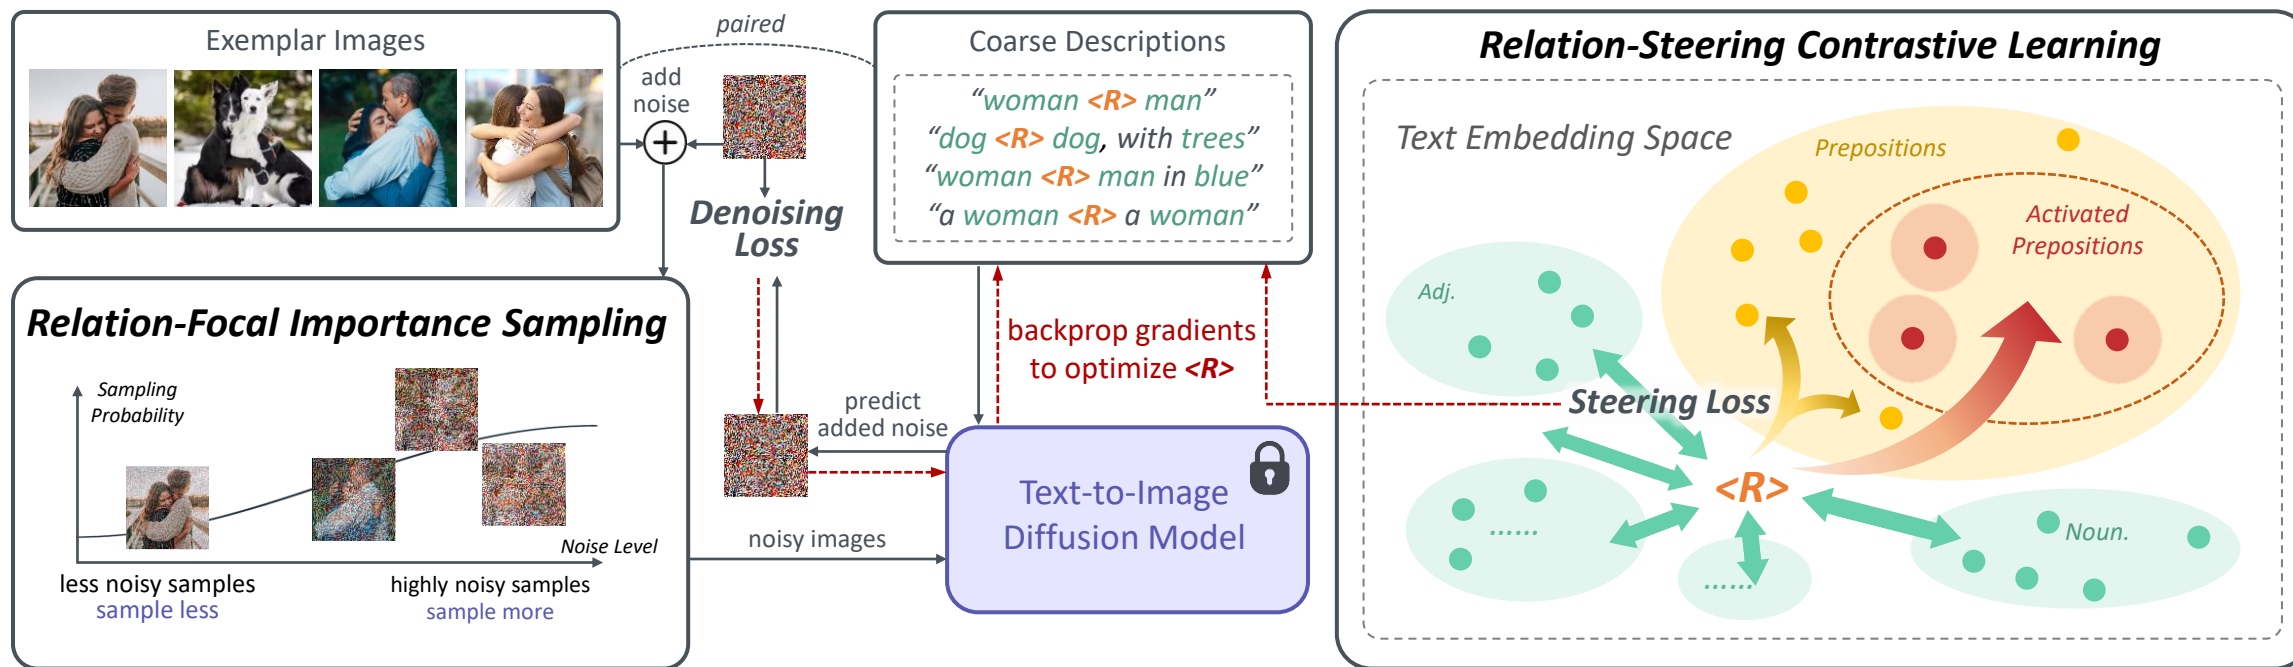 Exemplar Images
paired
add
noise
Denoising
Loss
Coarse Descriptions
“woman <R> man”
“dog <R> dog, with trees”
“woman <R> man in blue”
“a woman <R> a woman”
Relation-Focal Importance Sampling
Sampling
Probability
Noise Level
less noisy samples
sample less
highly noisy samples
sample more
predict
added noise
noisy images
backprop gradients
to optimize <R>
Text-to-Image
Diffusion Model
Relation-Steering Contrastive Learning
Text Embedding Space
Prepositions
Activated
Prepositions
Adj.
Steering Loss
<R>
......
......
Noun.